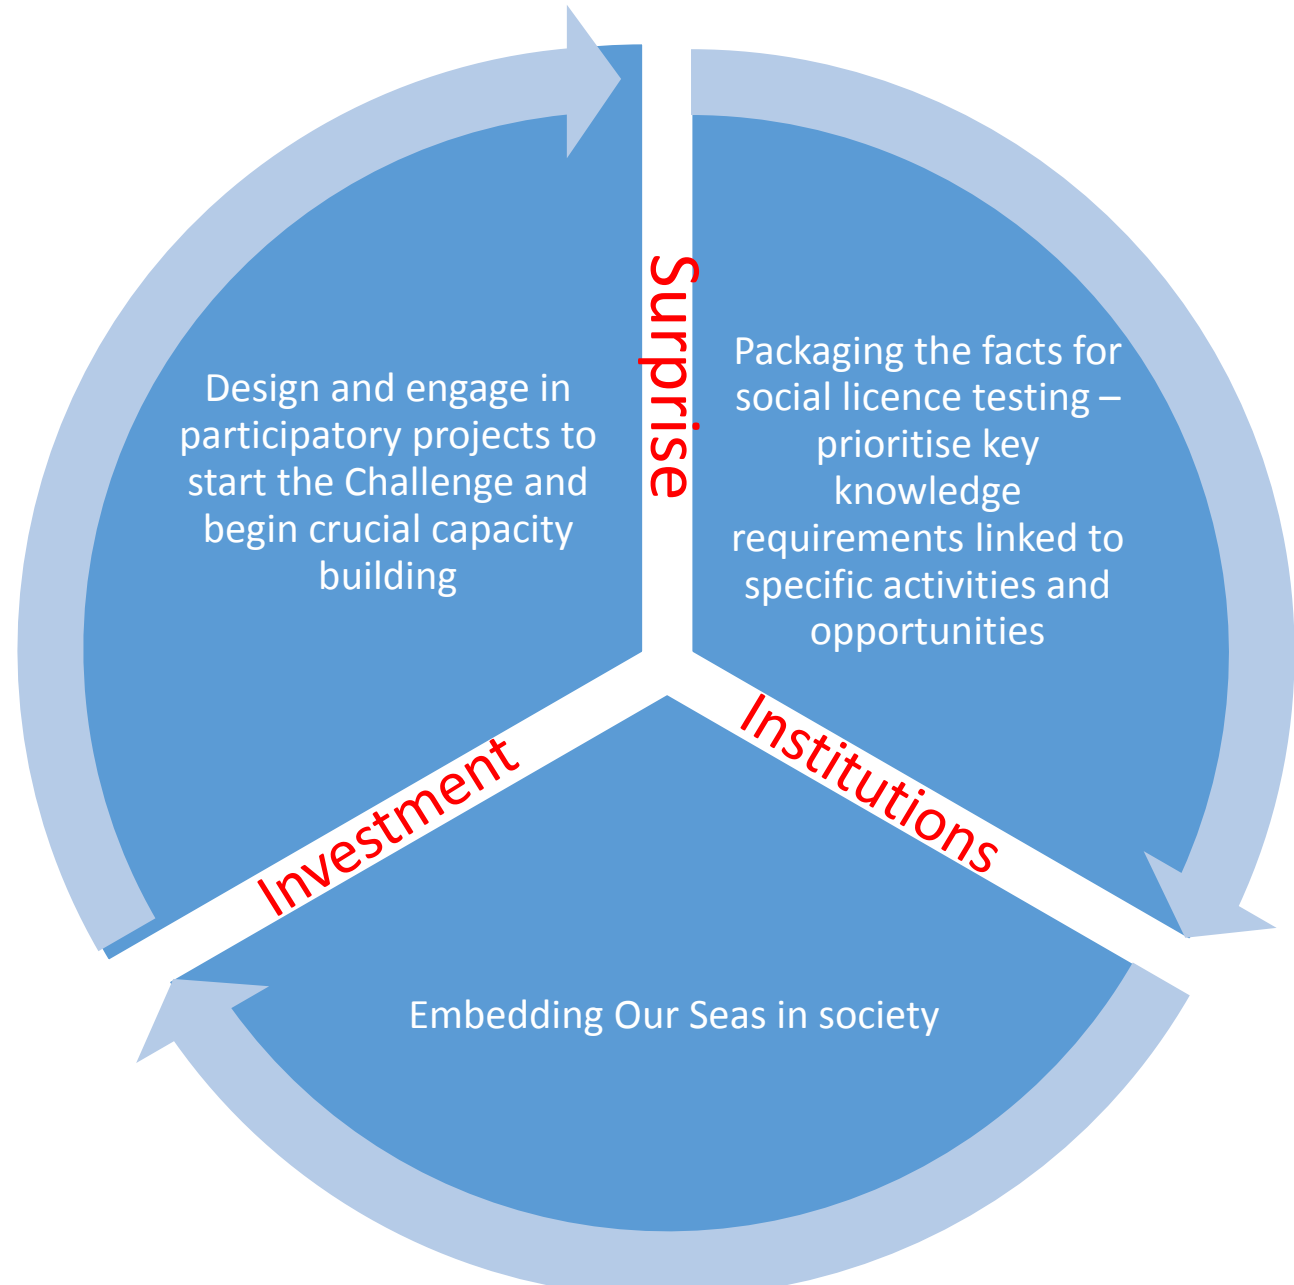 Design and engage in
participatory projects to
start the Challenge and
begin crucial capacity
building
Surprise
Packaging the facts for
social licence testing –
prioritise key
knowledge
requirements linked to
specific activities and
opportunities
Investment
Institutions
Embedding Our Seas in society